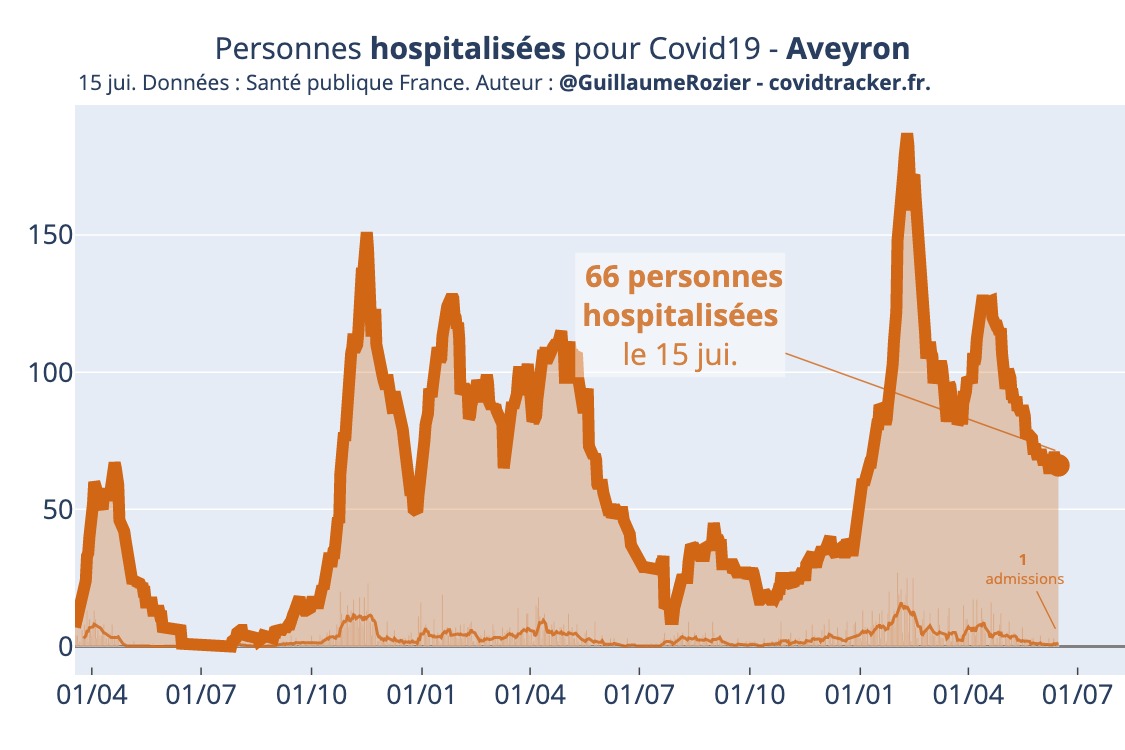 Personnes hospitalisées pour Covid19 - Aveyron
15 jui. Données : Santé publique France. Auteur : @GuillaumeRozier - covidtracker.fr.
150
66 personnes
hospitalisées
le 15 jui.
100
50
1
admissions
0
01/04 01/07 01/10 01/01 01/04 01/07 01/10 01/01 01/04 01/07